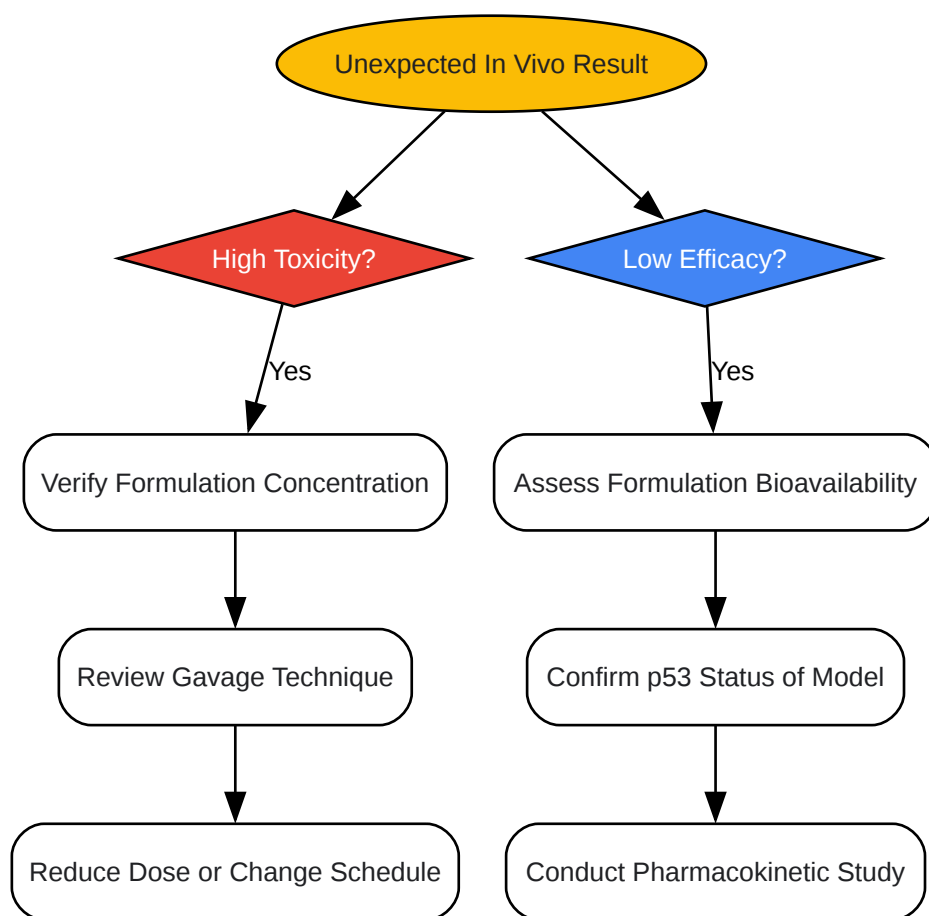 Unexpected In Vivo Result
High Toxicity?
Low Efficacy?
Yes
Yes
Verify Formulation Concentration
Assess Formulation Bioavailability
Review Gavage Technique
Confirm p53 Status of Model
Reduce Dose or Change Schedule
Conduct Pharmacokinetic Study